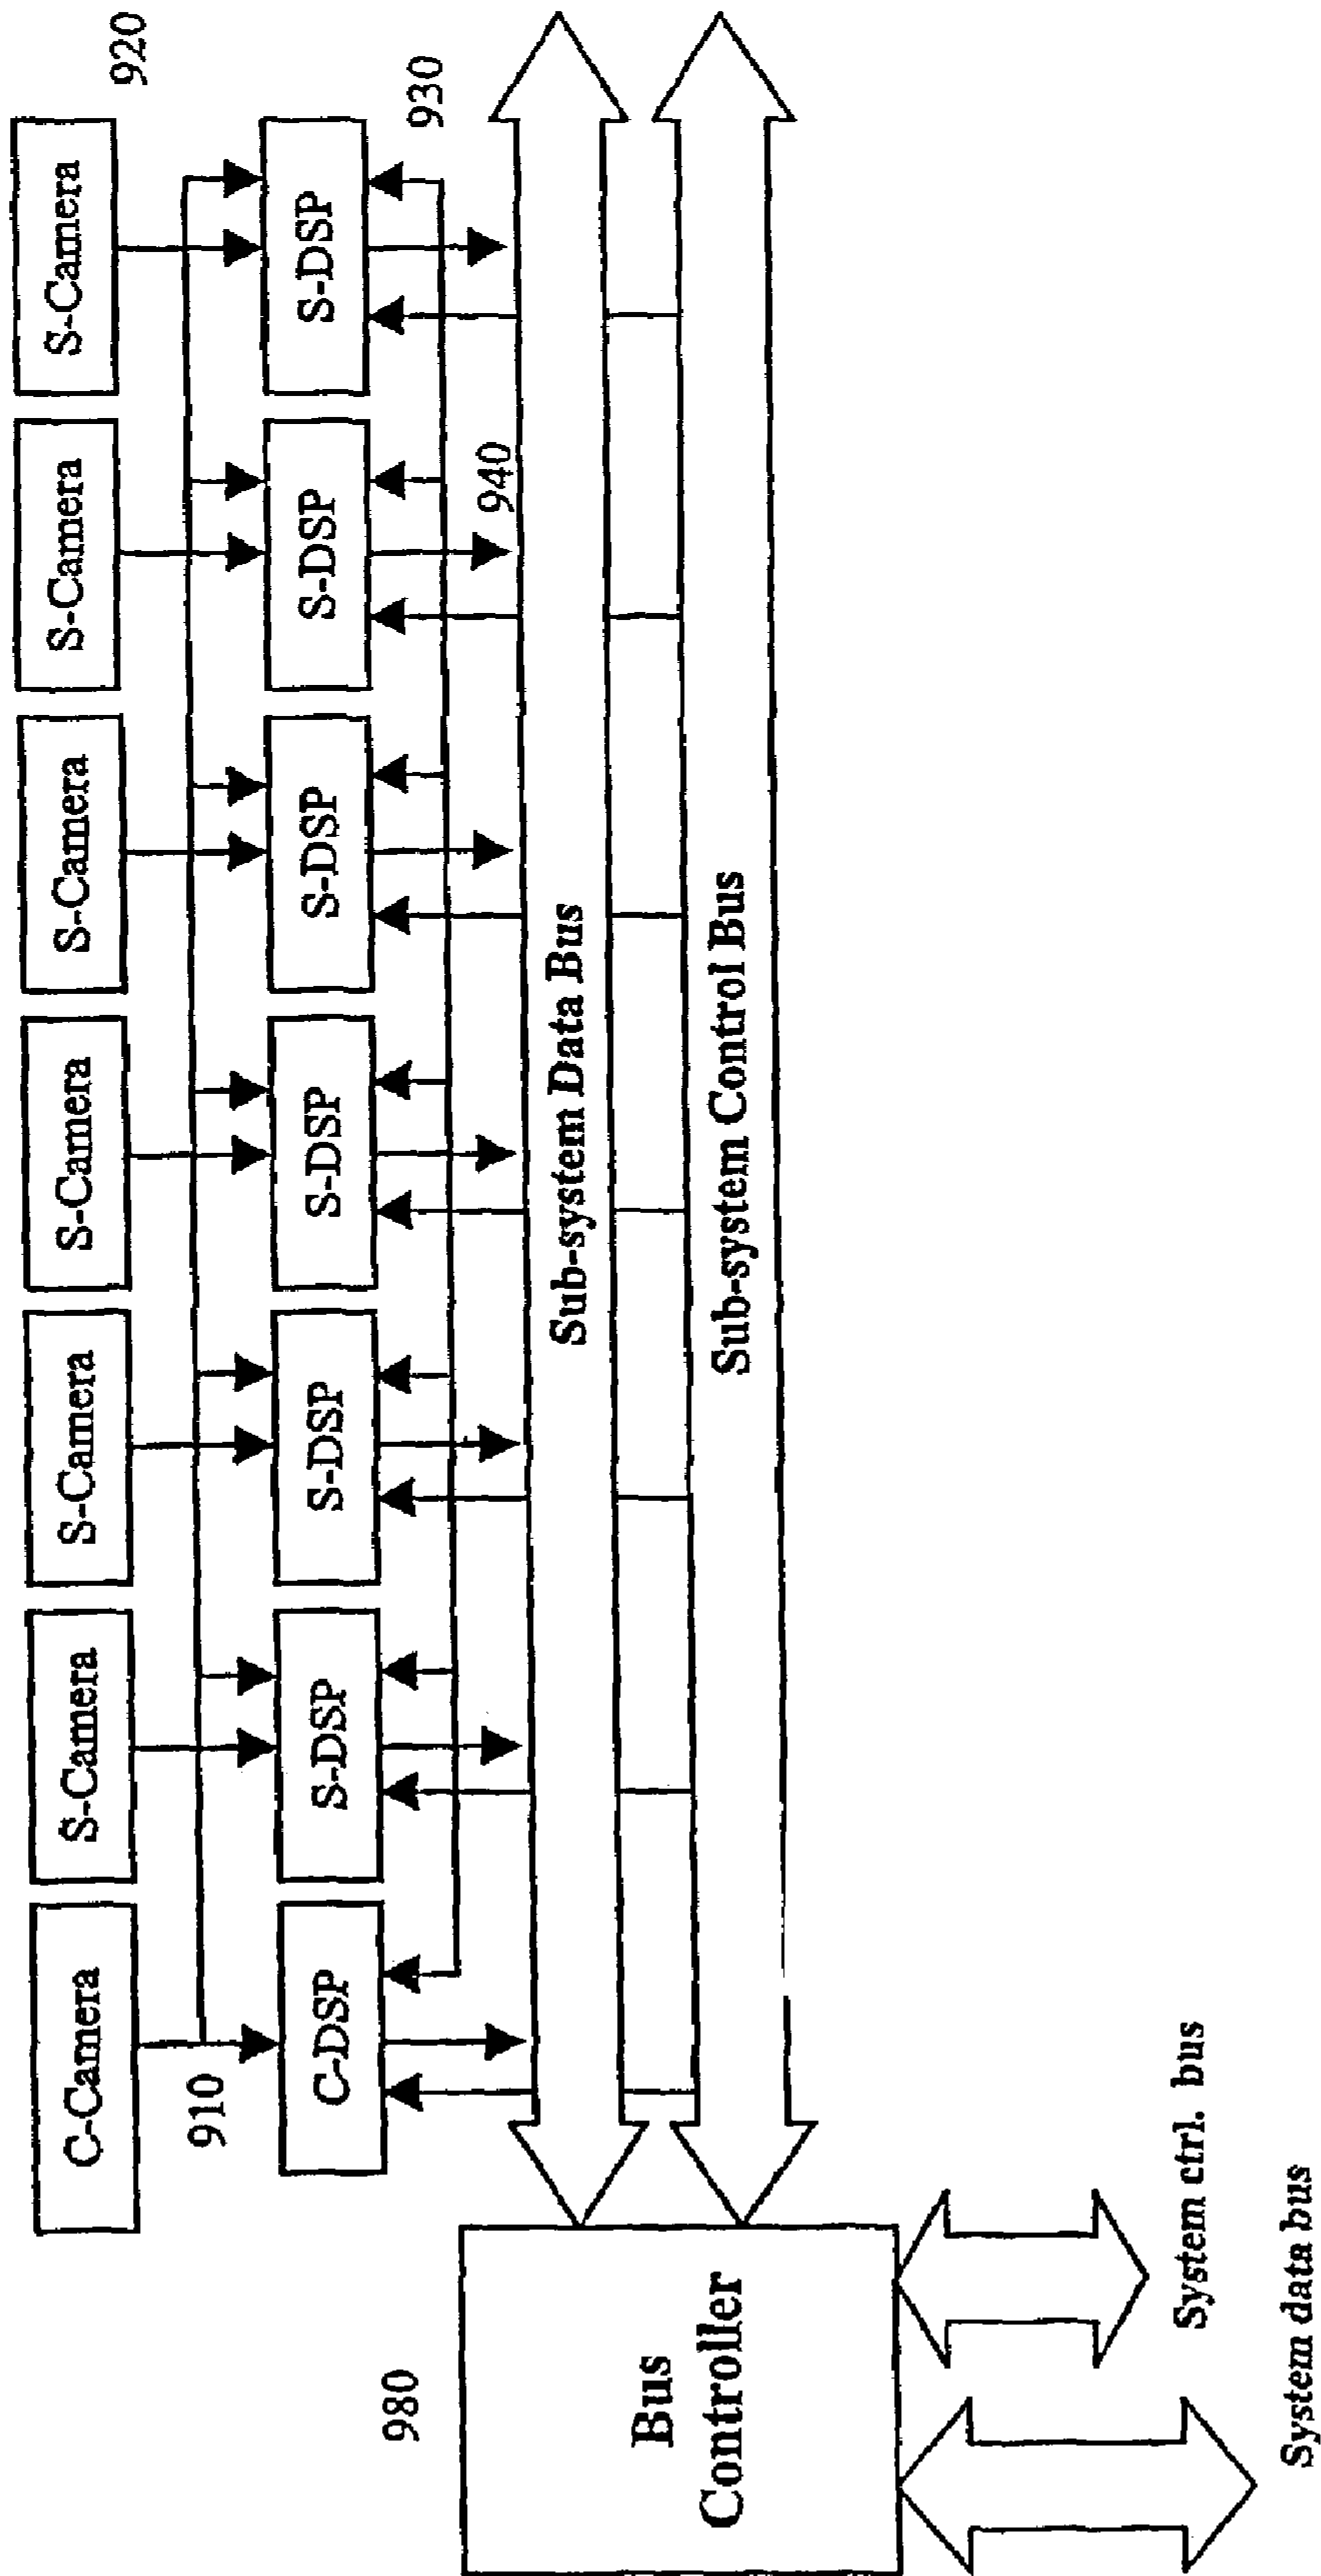 C-Camera
S-Camera
S-Camera
S-Camera
S-Camera
S-Camera
S-Camera
920
910
C-DSP
S-DSP
S-DSP
S-DSP
S-DSP
S-DSP
S-DSP
930
940
980
Bus
Controller
Sub-system Data Bus
Sub-system Control Bus
System ctrl. bus
System data bus